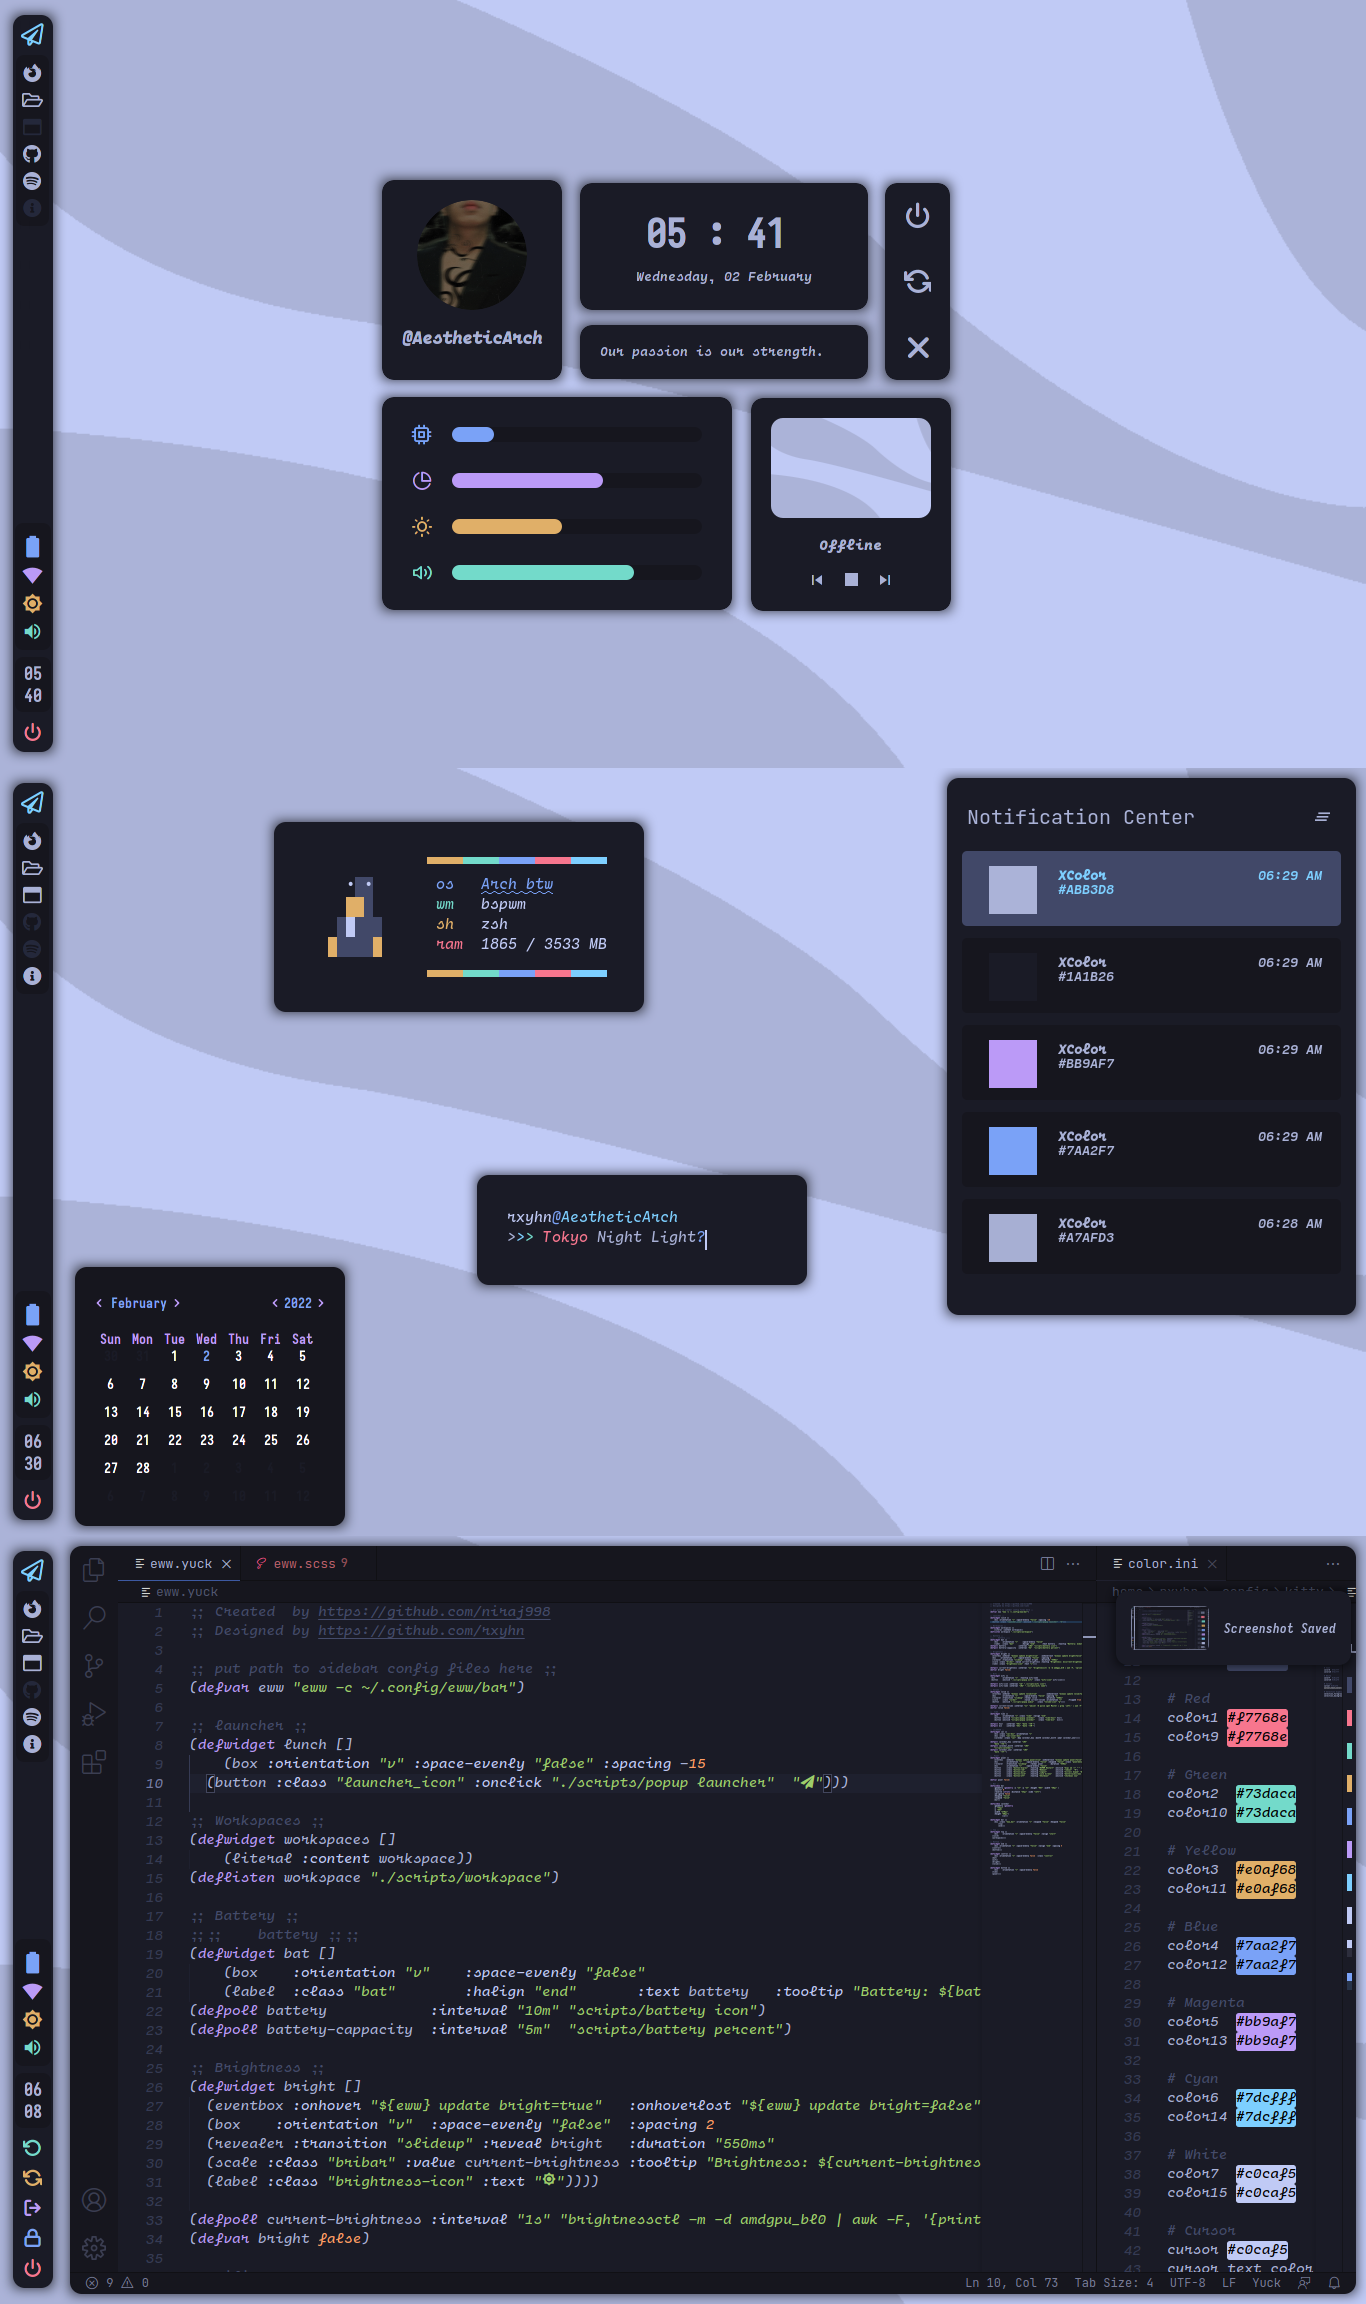 05
40
@AestheticArch
05 : 41
Wednesday, 02 February
Our passion is our strength.
Offline
os Arch btw
wm bspwm
sh zsh
ram 1865 / 3533 MB
Notification Center
XColor 06:29 AM
#ABB3D8
XColor 06:29 AM
#1A1B26
XColor 06:29 AM
#BB9AF7
XColor 06:29 AM
#7AA2F7
XColor 06:28 AM
#A7AFD3
rxyhn@AestheticArch
>>> Tokyo Night Light?
< February > < 2022 >
Sun Mon Tue Wed Thu Fri Sat
30 31 1 2 3 4 5
6 7 8 9 10 11 12
13 14 15 16 17 18 19
20 21 22 23 24 25 26
27 28 1 2 3 4 5
6 7 8 9 10 11 12
06
30
eww.yuck
eww.scss 9
eww.yuck
1 ;; Created  by https://github.com/niraj998
2 ;; Designed by https://github.com/rxyhn
3
4 ;; put path to sidebar config files here ;;
5 (defvar eww "eww -c ~/.config/eww/bar")
6
7 ;; launcher ;;
8 (defwidget lunch []
9 (box :orientation "v" :space-evenly "false" :spacing -15
10 (button :class "launcher_icon" :onclick "./scripts/popup launcher" "")))
11
12 ;; Workspaces ;;
13 (defwidget workspaces []
14 (literal :content workspace))
15 (deflisten workspace "./scripts/workspace")
16
17 ;; Battery ;;
18 ;;;; battery ;;;;
19 (defwidget bat []
20 (box :orientation "v" :space-evenly "false"
21 (label :class "bat" :halign "end" :text battery :tooltip "Battery: ${bat
22 (defpoll battery :interval "10m" "scripts/battery icon")
23 (defpoll battery-cappacity :interval "5m" "scripts/battery percent")
24
25 ;; Brightness ;;
26 (defwidget bright []
27 (eventbox :onhover "${eww} update bright=true" :onhoverlost "${eww} update bright=false"
28 (box :orientation "v" :space-evenly "false" :spacing 2
29 (revealer :transition "slideup" :reveal bright :duration "550ms"
30 (scale :class "bribar" :value current-brightness :tooltip "Brightness: ${current-brightnes
31 (label :class "brightness-icon" :text ""))))
32
33 (defpoll current-brightness :interval "1s" "brightnessctl -m -d amdgpu_bl0 | awk -F, '{print
34 (defvar bright false)
35
color.ini
Screenshot Saved
12
13 # Red
14 color1 #f7768e
15 color9 #f7768e
16
17 # Green
18 color2 #73daca
19 color10 #73daca
20
21 # Yellow
22 color3 #e0af68
23 color11 #e0af68
24
25 # Blue
26 color4 #7aa2f7
27 color12 #7aa2f7
28
29 # Magenta
30 color5 #bb9af7
31 color13 #bb9af7
32
33 # Cyan
34 color6 #7dcfff
35 color14 #7dcfff
36
37 # White
38 color7 #c0caf5
39 color15 #c0caf5
40
41 # Cursor
42 cursor #c0caf5
43 cursor_text_color
06
08
9 0
Ln 10, Col 73 Tab Size: 4 UTF-8 LF Yuck